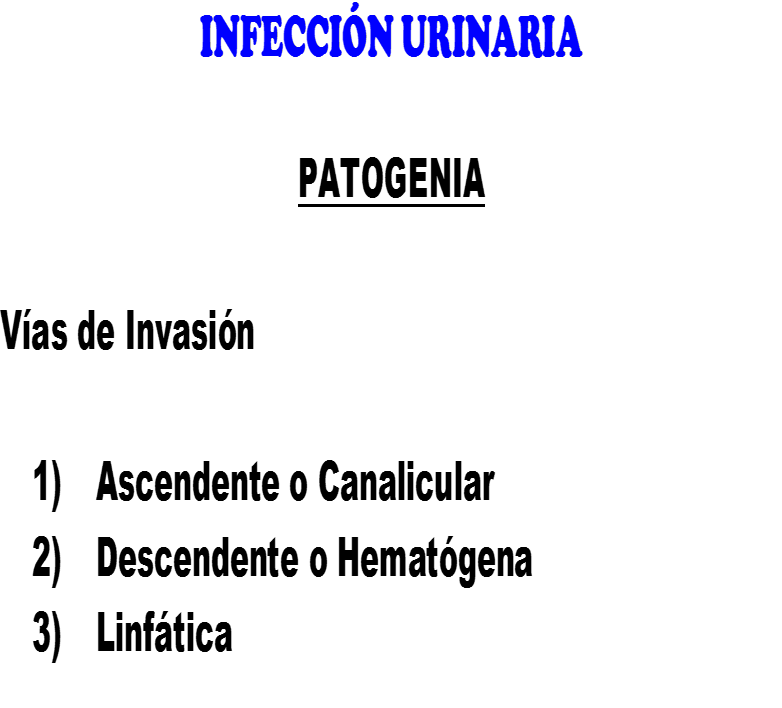 INFECCIÓN URINARIA
PATOGENIA
Vías de Invasión
1) Ascendente o Canalicular
2) Descendente o Hematógena
3) Linfática